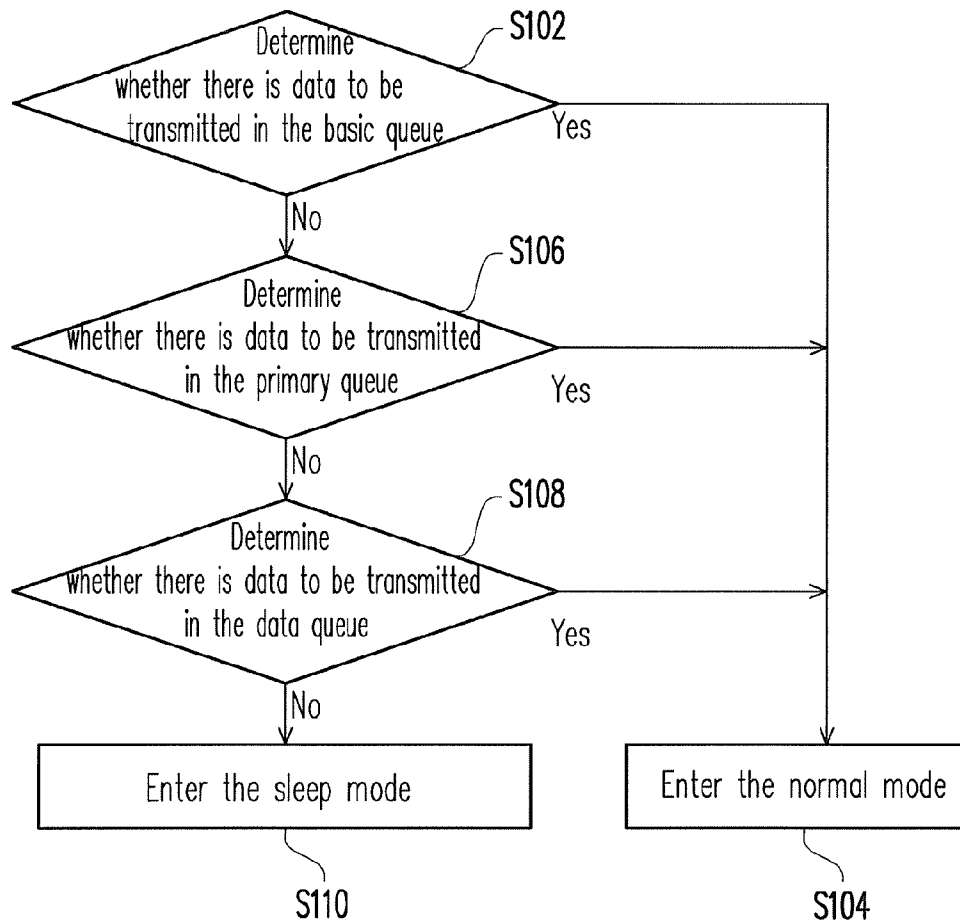 S102
Determine
whether there is data to be
transmitted in the basic queue
Yes
No
S106
Determine
whether there is data to be transmitted
in the primary queue
Yes
No
S108
Determine
whether there is data to be transmitted
in the data queue
Yes
No
Enter the sleep mode
Enter the normal mode
S110
S104